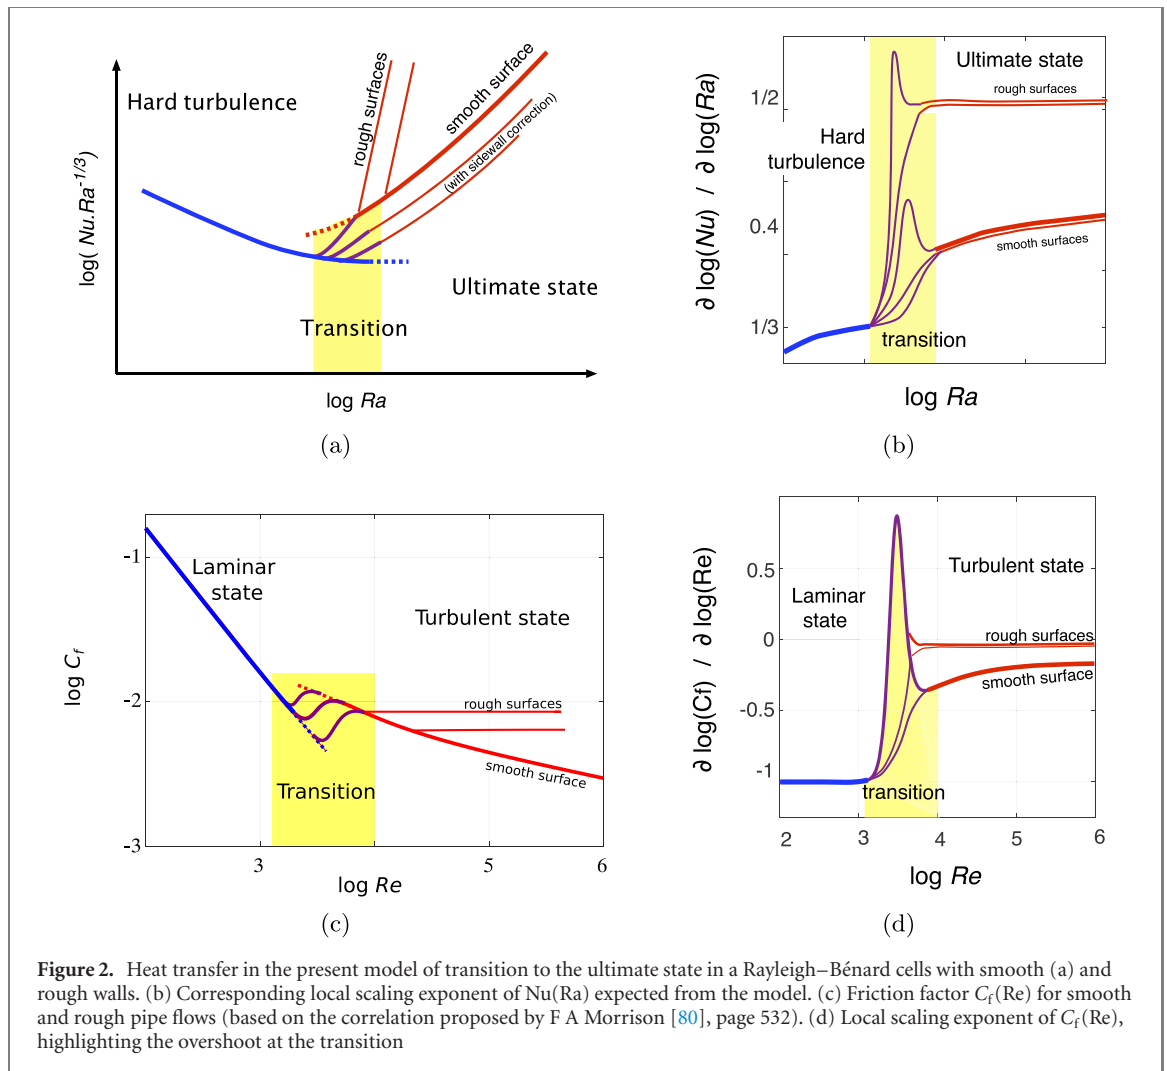 Hard turbulence
rough surfaces
smooth surface
(with sidewall correction)
log( Nu.Ra^-1/3)
Ultimate state
Transition
log Ra
(a)
Ultimate state
rough surfaces
1/2
Hard
turbulence
0.4
smooth surfaces
1/3
transition
∂ log(Nu) / ∂ log(Ra)
log Ra
(b)
-1
Laminar
state
Turbulent state
log Cf
-2
rough surfaces
smooth surface
Transition
-3
3
5
6
log Re
(c)
0.5
Turbulent state
Laminar
state
0
rough surfaces
smooth surface
-0.5
-1
transition
∂ log(Cf) / ∂ log(Re)
2
3
4
5
6
log Re
(d)
Figure 2. Heat transfer in the present model of transition to the ultimate state in a Rayleigh–Bénard cells with smooth (a) and
rough walls. (b) Corresponding local scaling exponent of Nu(Ra) expected from the model. (c) Friction factor Cf(Re) for smooth
and rough pipe flows (based on the correlation proposed by F A Morrison [80], page 532). (d) Local scaling exponent of Cf(Re),
highlighting the overshoot at the transition